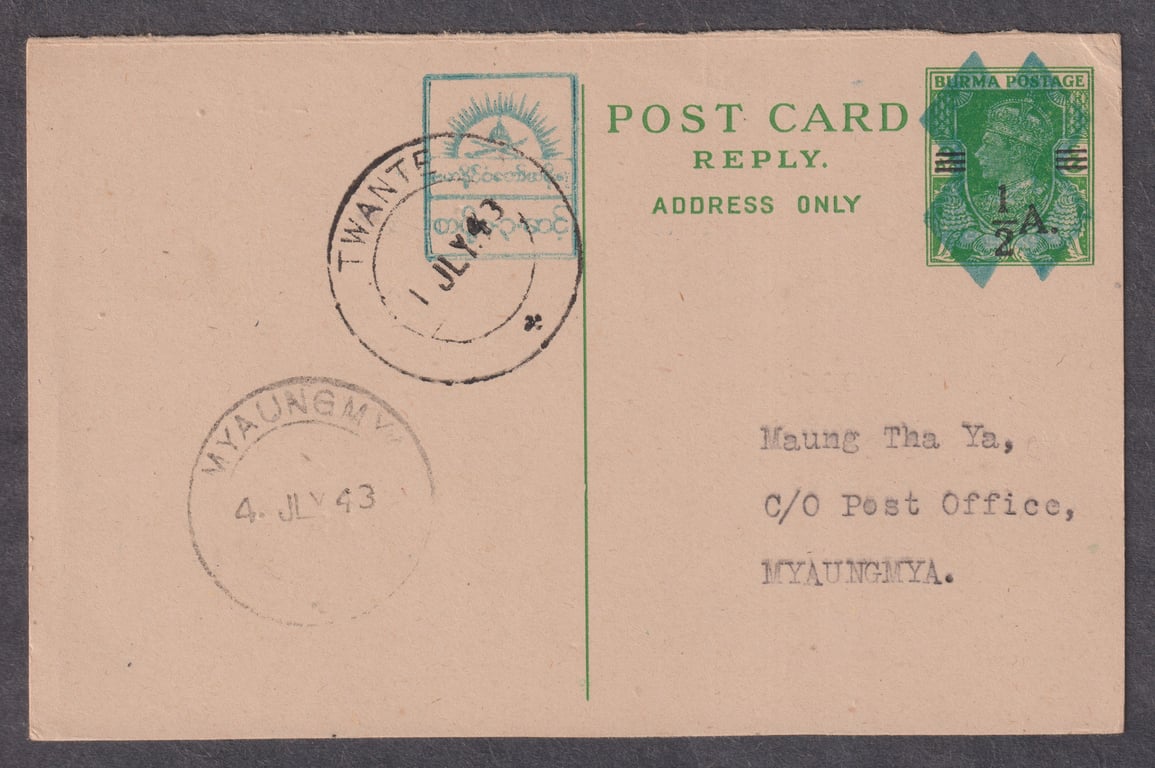 BURMA POSTAGE
POST CARD
REPLY.
ADDRESS ONLY
1/2 A.
TWANTE
1 JLY. 43
MYAUNGMY
4. JLY 43
Maung Tha Ya,
C/O Post Office,
MYAUNGMYA.